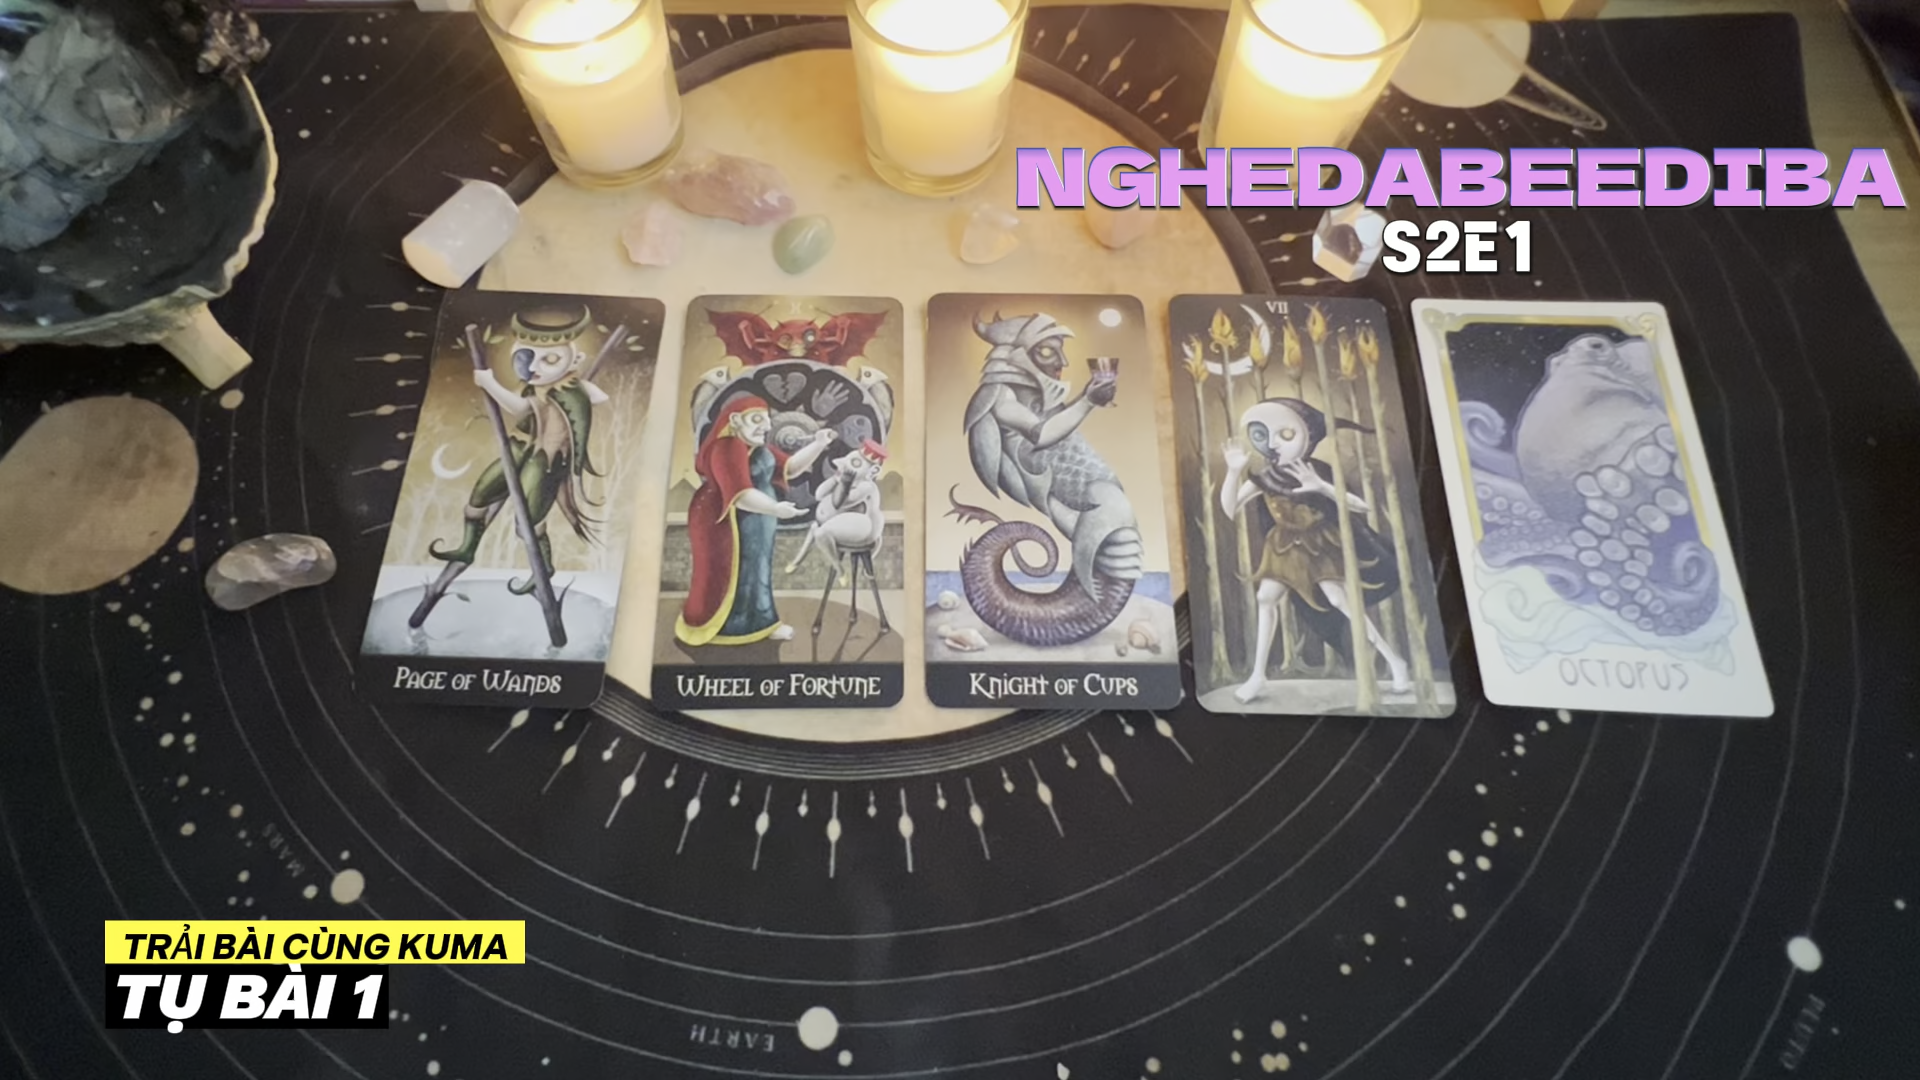 NGHEDABEEDIBA
S2E1
X
VII
PAGE OF WANDS
WHEEL OF FORTUNE
KNIGHT OF CUPS
OCTOPUS
MARS
TRẢI BÀI CÙNG KUMA
TỤ BÀI 1
EARTH
PLUTO